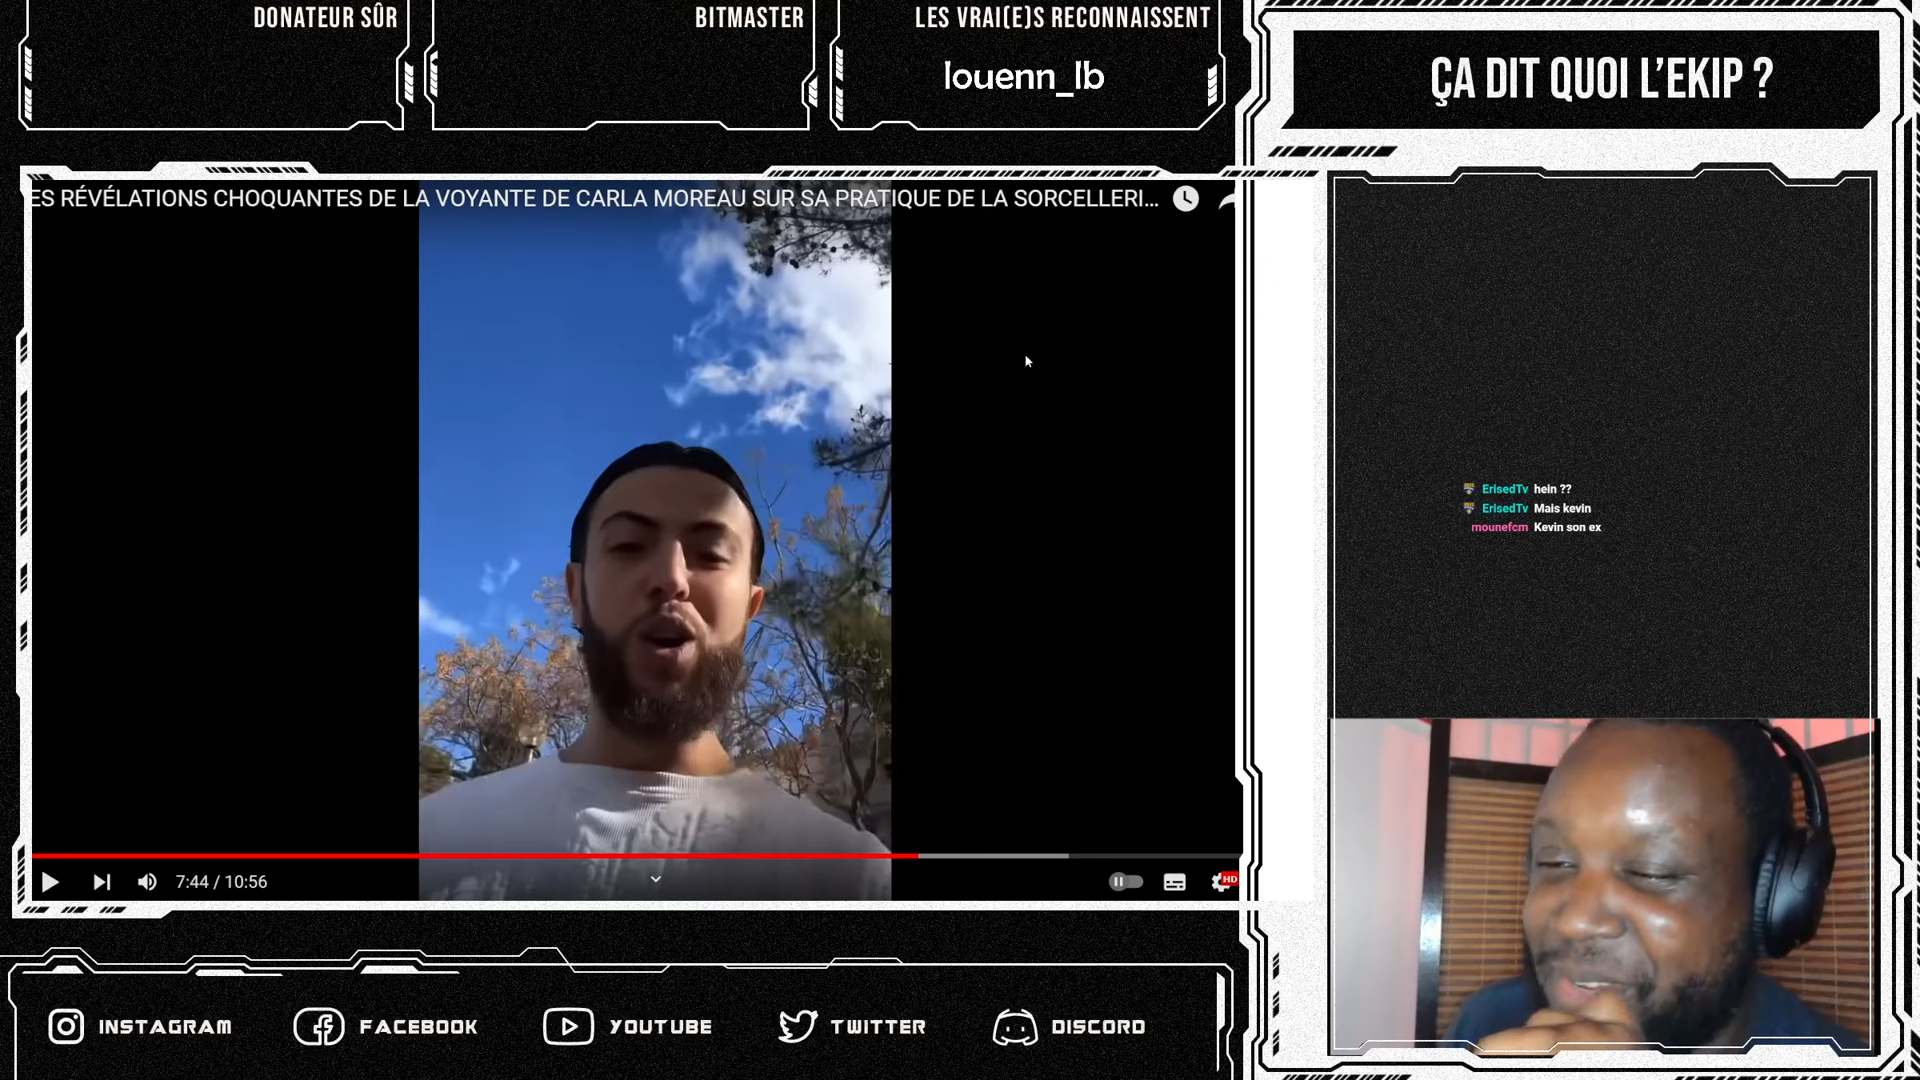 DONATEUR SÛR
BITMASTER
LES VRAI(E)S RECONNAISSENT
louenn_lb
ÇA DIT QUOI L'EKIP ?
ES RÉVÉLATIONS CHOQUANTES DE LA VOYANTE DE CARLA MOREAU SUR SA PRATIQUE DE LA SORCELLERI...
ErisedTv hein ??
ErisedTv Mais kevin
mounefcm Kevin son ex
7:44 / 10:56
HD
INSTAGRAM
FACEBOOK
YOUTUBE
TWITTER
DISCORD